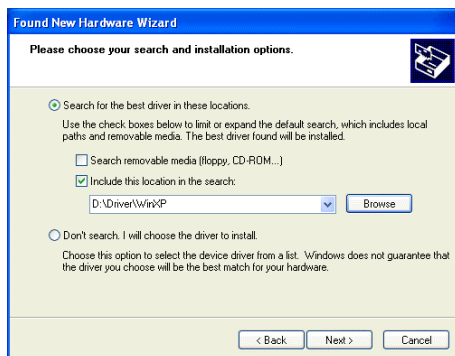 Found New Hardware Wizard
Please choose your search and installation options.
Search for the best driver in these locations.
Use the check boxes below to limit or expand the default search, which includes local
paths and removable media. The best driver found will be installed.
Search removable media (floppy, CD-ROM...)
Include this location in the search:
D:\Driver\WinXP
Browse
Don't search. I will choose the driver to install.
Choose this option to select the device driver from a list. Windows does not guarantee that
the driver you choose will be the best match for your hardware.
< Back
Next >
Cancel